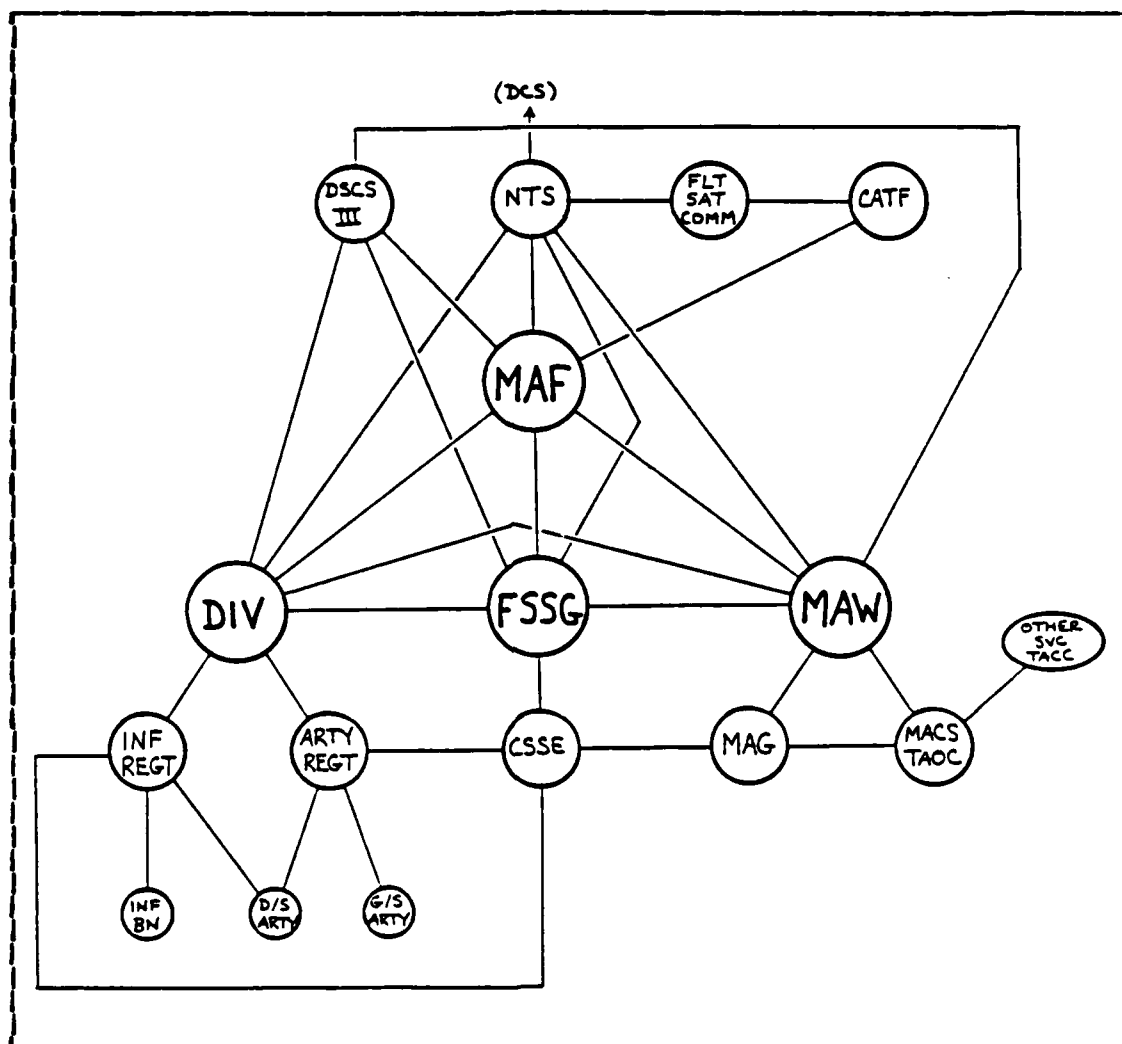 (DCS)
DSCS
III
NTS
FLT
SAT
COMM
CATF
MAF
DIV
FSSG
MAW
OTHER
SVC
TACC
INF
REGT
ARTY
REGT
CSSE
MAG
MACS
TAOC
INF
BN
D/S
ARTY
G/S
ARTY